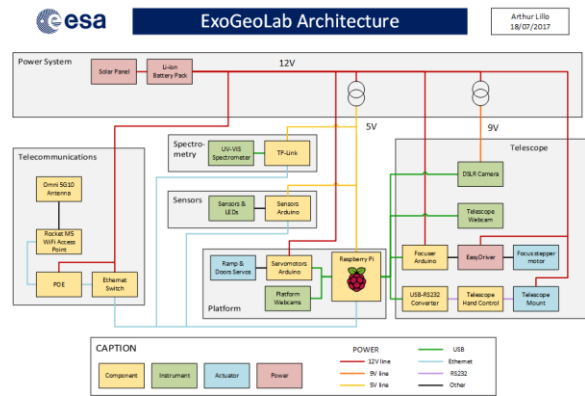 esa
ExoGeoLab Architecture
Arthur Lillo
18/07/2017
Power System
Solar Panel
Li-ion
Battery Pack
12V
5V
9V
Telecommunications
Omni 5G10
Antenna
Rocket M5
WiFi Access
Point
POE
Ethernet
Switch
Spectro-
metry
UV-VIS
Spectrometer
TP-Link
Sensors
Sensors &
LEDs
Sensors
Arduino
Ramp &
Doors Servos
Servomotors
Arduino
Raspberry Pi
Platform
Webcams
Platform
Telescope
DSLR Camera
Telescope
Webcam
Focuser
Arduino
EasyDriver
Focus stepper
motor
USB-RS232
Converter
Telescope
Hand Control
Telescope
Mount
CAPTION
Component
Instrument
Actuator
Power
POWER
12V line
9V line
5V line
USB
Ethernet
RS232
Other